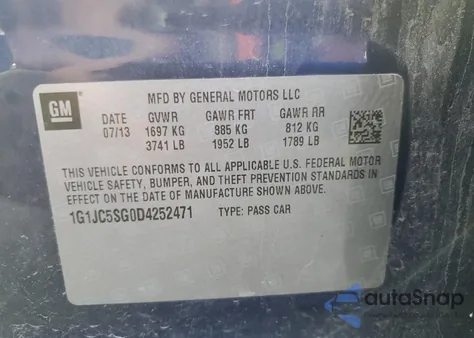 GM
MFD BY GENERAL MOTORS LLC
DATE GVWR GAWR FRT GAWR RR
07/13 1697 KG 885 KG 812 KG
3741 LB 1952 LB 1789 LB
THIS VEHICLE CONFORMS TO ALL APPLICABLE U.S. FEDERAL MOTOR
VEHICLE SAFETY, BUMPER, AND THEFT PREVENTION STANDARDS IN
EFFECT ON THE DATE OF MANUFACTURE SHOWN ABOVE.
1G1JC5SG0D4252471 TYPE: PASS CAR
autoSnap